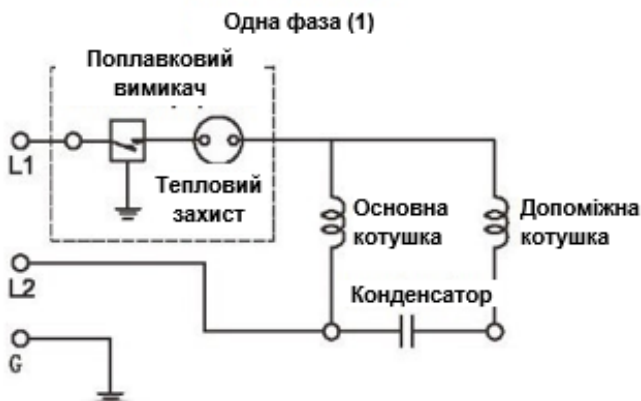 Одна фаза (1)
Поплавковий
вимикач
L1
Тепловий
захист
Основна
котушка
Допоміжна
котушка
L2
Конденсатор
G